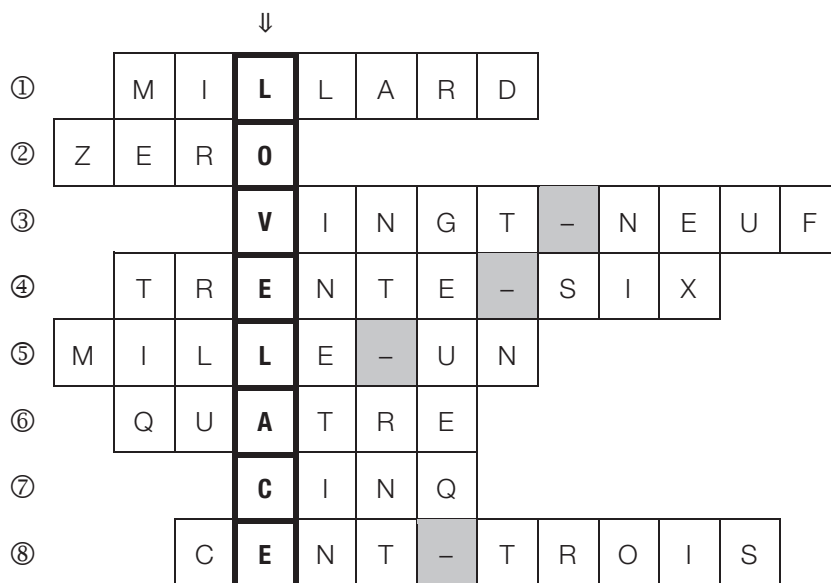 ⇓
① MILLARD
② ZERO
③ VINGT–NEUF
④ TRENTE–SIX
⑤ MILLE–UN
⑥ QUATRE
⑦ CINQ
⑧ CENT–TROIS